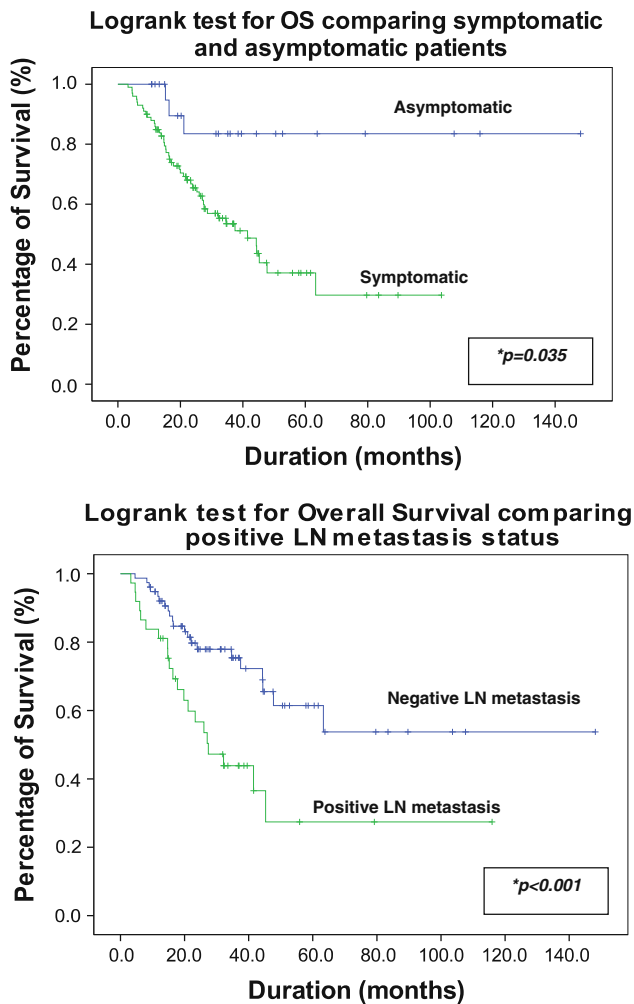 Logrank test for OS comparing symptomatic
and asymptomatic patients
Percentage of Survival (%)
1.0
0.8
0.6
0.4
0.2
0.0
Asymptomatic
Symptomatic
*p=0.035
0.0 20.0 40.0 60.0 80.0 100.0 120.0 140.0
Duration (months)
Logrank test for Overall Survival comparing
positive LN metastasis status
Percentage of Survival (%)
1.0
0.8
0.6
0.4
0.2
0.0
Negative LN metastasis
Positive LN metastasis
*p<0.001
0.0 20.0 40.0 60.0 80.0 100.0 120.0 140.0
Duration (months)